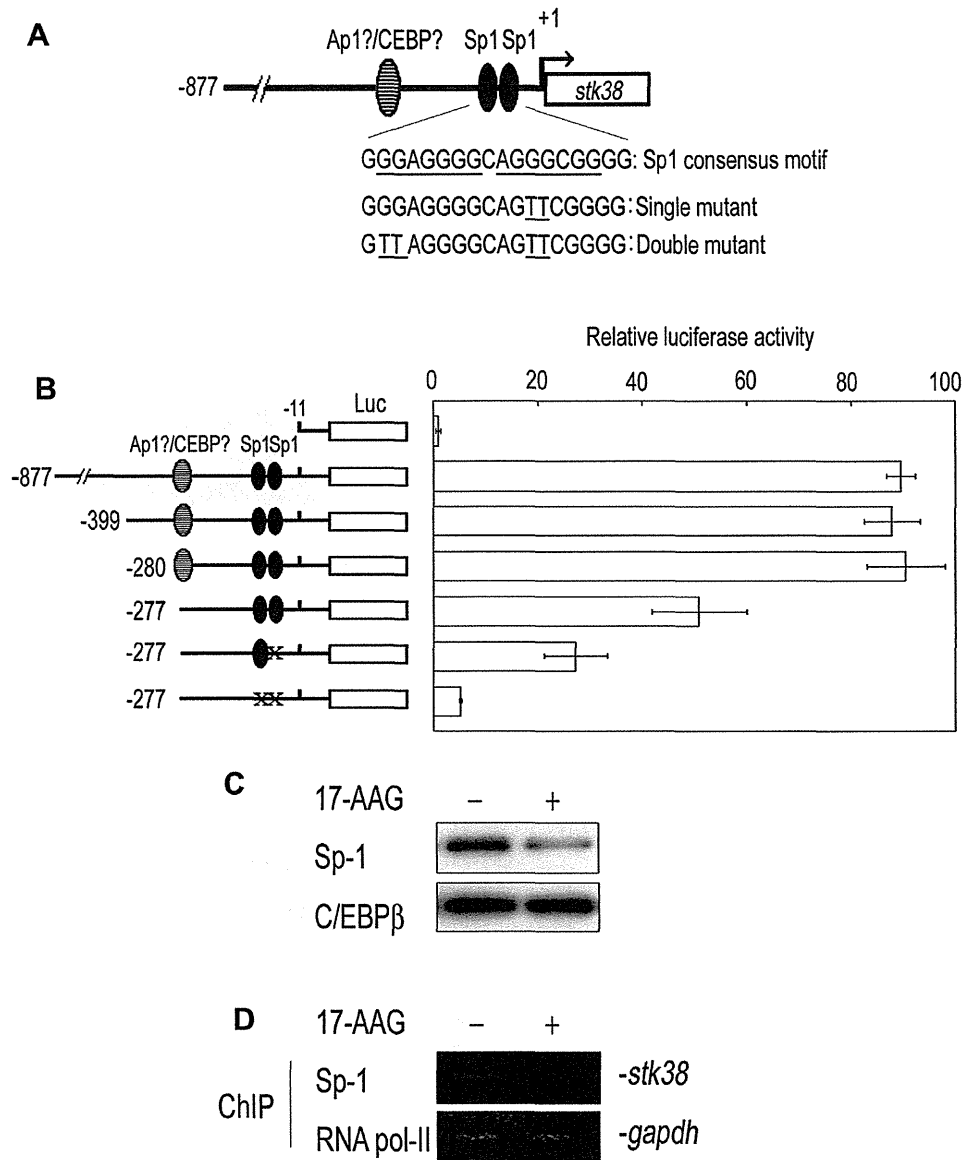 A
+1
Ap1?/CEBP? Sp1 Sp1
-877
stk38
GGGAGGGGCAGGGCGGGG: Sp1 consensus motif
GGGAGGGGCAGTTCGGGG: Single mutant
GTTAGGGGCAGTTCGGGG: Double mutant
Relative luciferase activity
B
0 20 40 60 80 100
-11 Luc
Ap1?/CEBP? Sp1Sp1
-877
-399
-280
-277
-277 X
-277 XX
C
17-AAG - +
Sp-1
C/EBPβ
D
17-AAG - +
ChIP
Sp-1 -stk38
RNA pol-II -gapdh